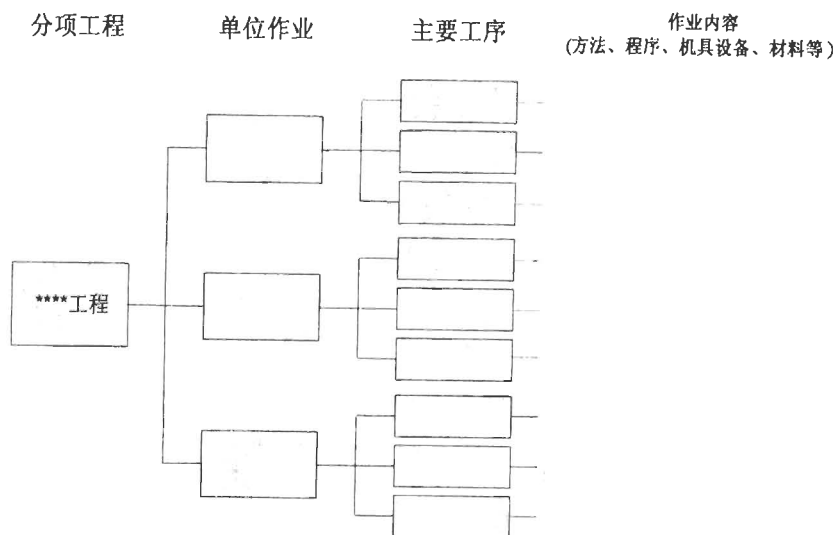 分项工程
单位作业
主要工序
作业内容
(方法、程序、机具设备、材料等)
****工程